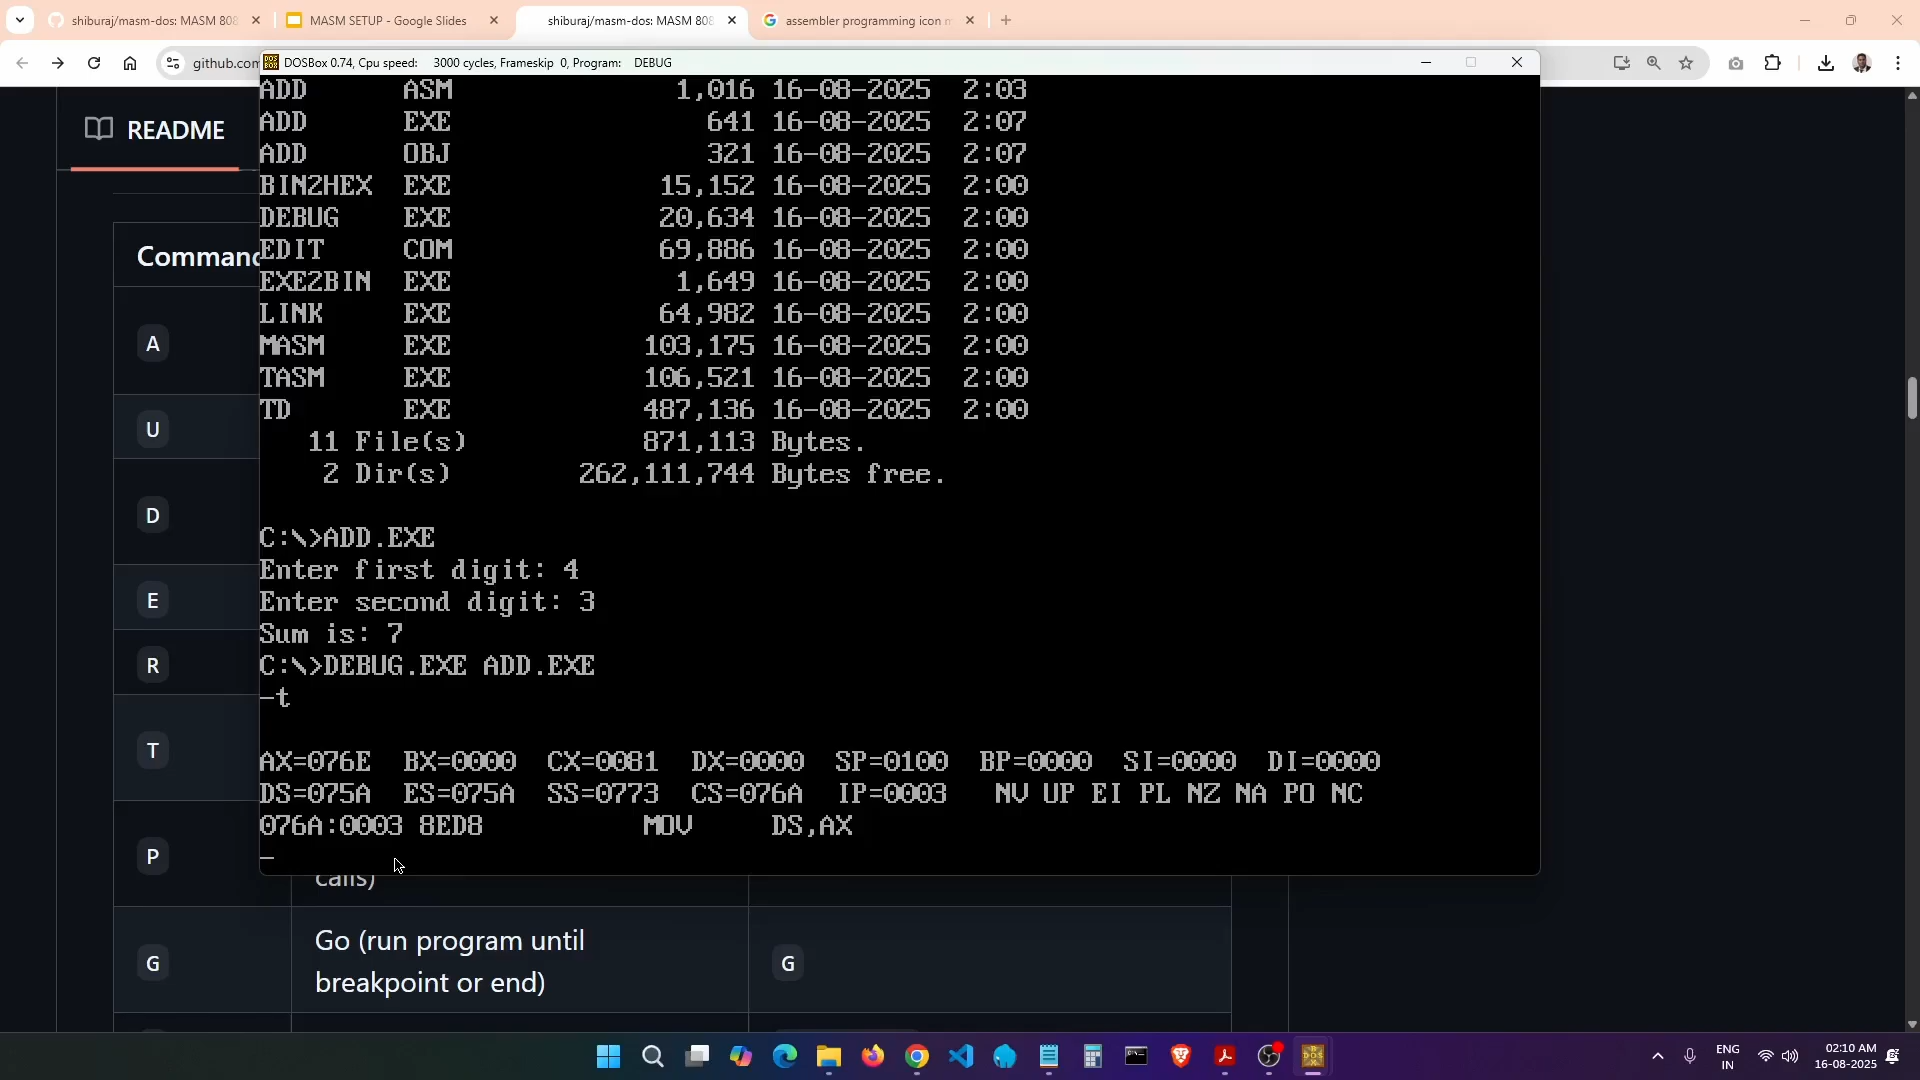 shiburaj/masm-dos: MASM 808
MASM SETUP - Google Slides
shiburaj/masm-dos: MASM 808
assembler programming icon m
github.com
DOSBox 0.74, Cpu speed: 3000 cycles, Frameskip 0, Program: DEBUG
README
Command
A
U
D
E
R
T
P
ADD ASM 1,016 16-08-2025 2:03
ADD EXE 641 16-08-2025 2:07
ADD OBJ 321 16-08-2025 2:07
BIN2HEX EXE 15,152 16-08-2025 2:00
DEBUG EXE 20,634 16-08-2025 2:00
EDIT COM 69,886 16-08-2025 2:00
EXE2BIN EXE 1,649 16-08-2025 2:00
LINK EXE 64,982 16-08-2025 2:00
MASM EXE 103,175 16-08-2025 2:00
TASM EXE 106,521 16-08-2025 2:00
TD EXE 487,136 16-08-2025 2:00
11 File(s) 871,113 Bytes.
2 Dir(s) 262,111,744 Bytes free.
C:\>ADD.EXE
Enter first digit: 4
Enter second digit: 3
Sum is: 7
C:\>DEBUG.EXE ADD.EXE
-t
AX=076E BX=0000 CX=0081 DX=0000 SP=0100 BP=0000 SI=0000 DI=0000
DS=075A ES=075A SS=0773 CS=076A IP=0003 NV UP EI PL NZ NA PO NC
076A:0003 8ED8 MOV DS,AX
calls)
G
Go (run program until
breakpoint or end)
G
ENG
IN
02:10 AM
16-08-2025